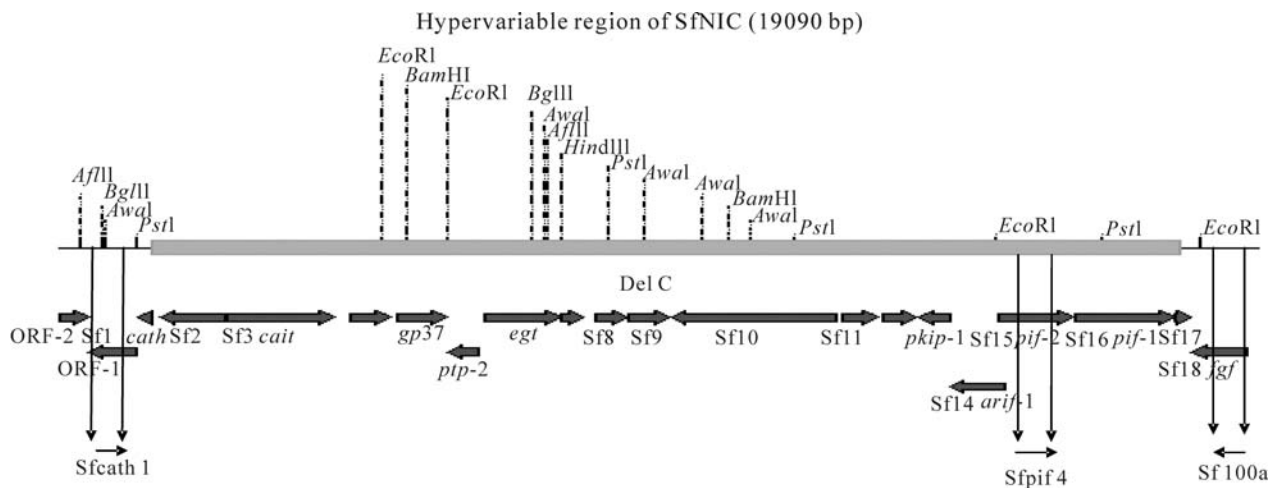 Hypervariable region of SfNIC (19090 bp)
EcoRI
BamHI
EcoRI
BglII
AwaI
AflII
HindIII
PstI
AwaI
AwaI
BamHI
AwaI
PstI
AflII
BglII
AwaI
PstI
EcoRI
PstI
EcoRI
Del C
ORF-2 Sf1 cath Sf2 Sf3 cait gp37 egt Sf8 Sf9 Sf10 Sf11 pkip-1 Sf15 pif-2 Sf16 pif-1 Sf17
ORF-1 ptp-2 Sf18 fgf
Sf14 arif-1
Sfcath 1 Sfpif 4 Sf 100a